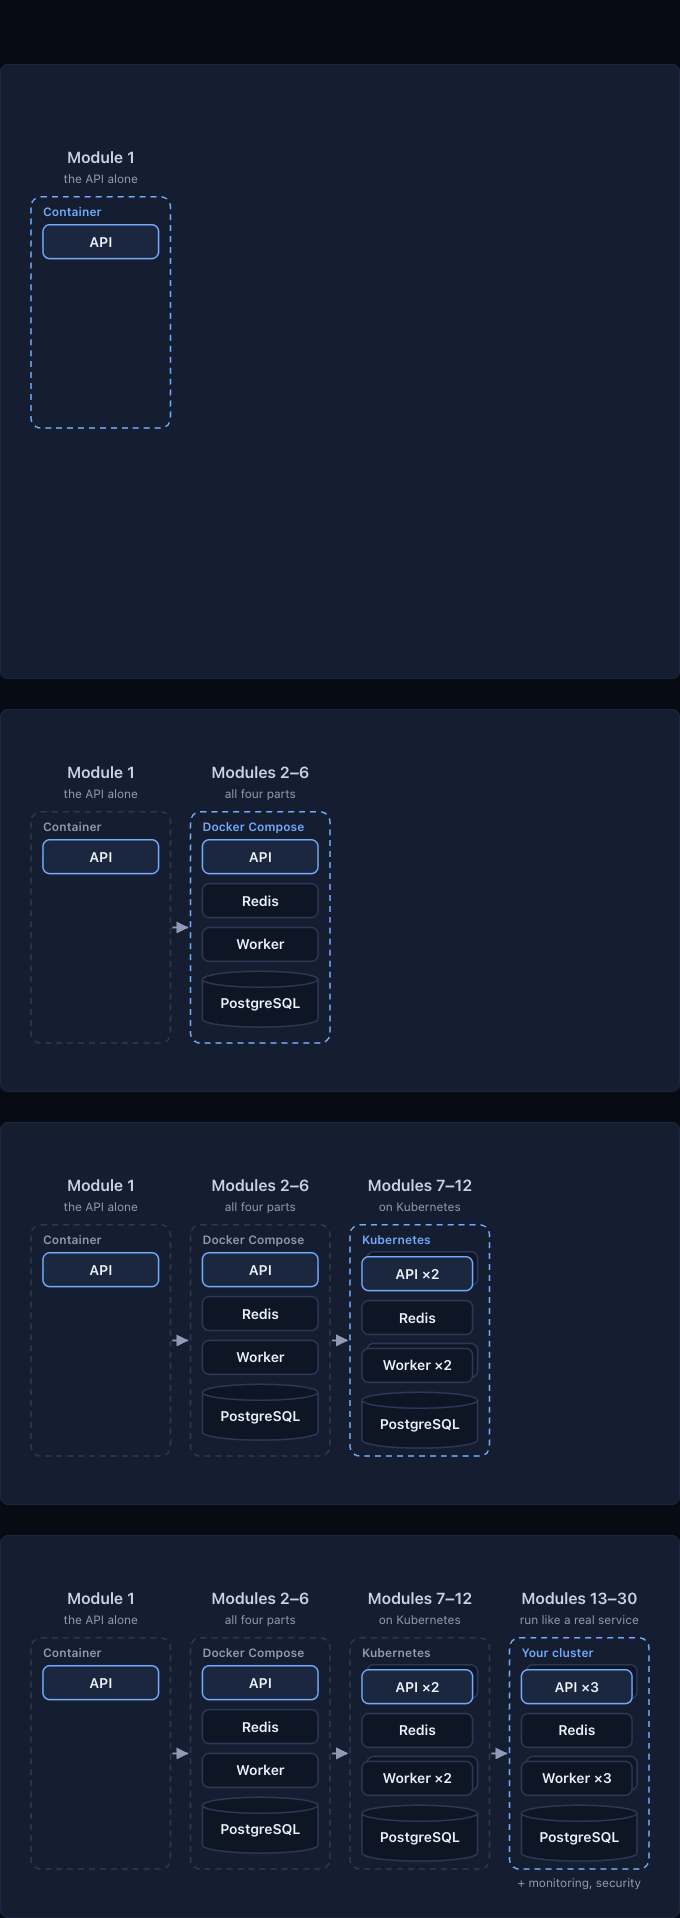 Module 1
the API alone
Container
API
Module 1
the API alone
Container
API
Modules 2–6
all four parts
Docker Compose
API
Redis
Worker
PostgreSQL
Module 1
the API alone
Container
API
Modules 2–6
all four parts
Docker Compose
API
Redis
Worker
PostgreSQL
Modules 7–12
on Kubernetes
Kubernetes
API ×2
Redis
Worker ×2
PostgreSQL
Module 1
the API alone
Container
API
Modules 2–6
all four parts
Docker Compose
API
Redis
Worker
PostgreSQL
Modules 7–12
on Kubernetes
Kubernetes
API ×2
Redis
Worker ×2
PostgreSQL
Modules 13–30
run like a real service
Your cluster
API ×3
Redis
Worker ×3
PostgreSQL
+ monitoring, security